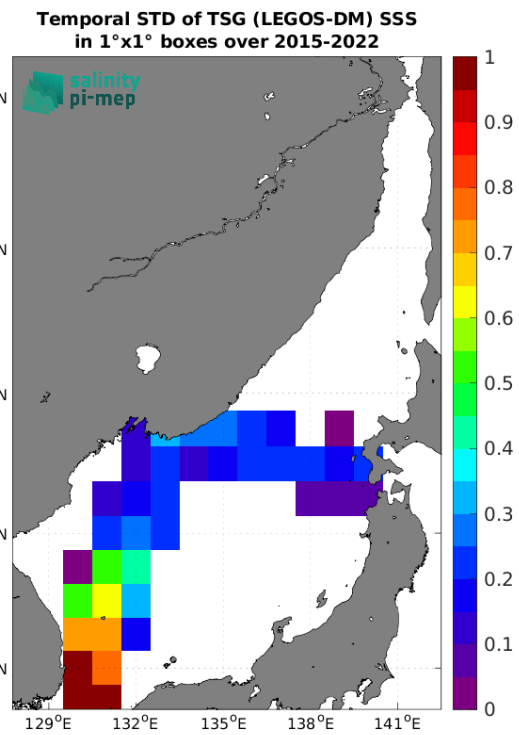 Temporal STD of TSG (LEGOS-DM) SSS
in 1°x1° boxes over 2015-2022
salinity
pi-mep
N
N
N
N
N
1
0.9
0.8
0.7
0.6
0.5
0.4
0.3
0.2
0.1
0
129°E 132°E 135°E 138°E 141°E